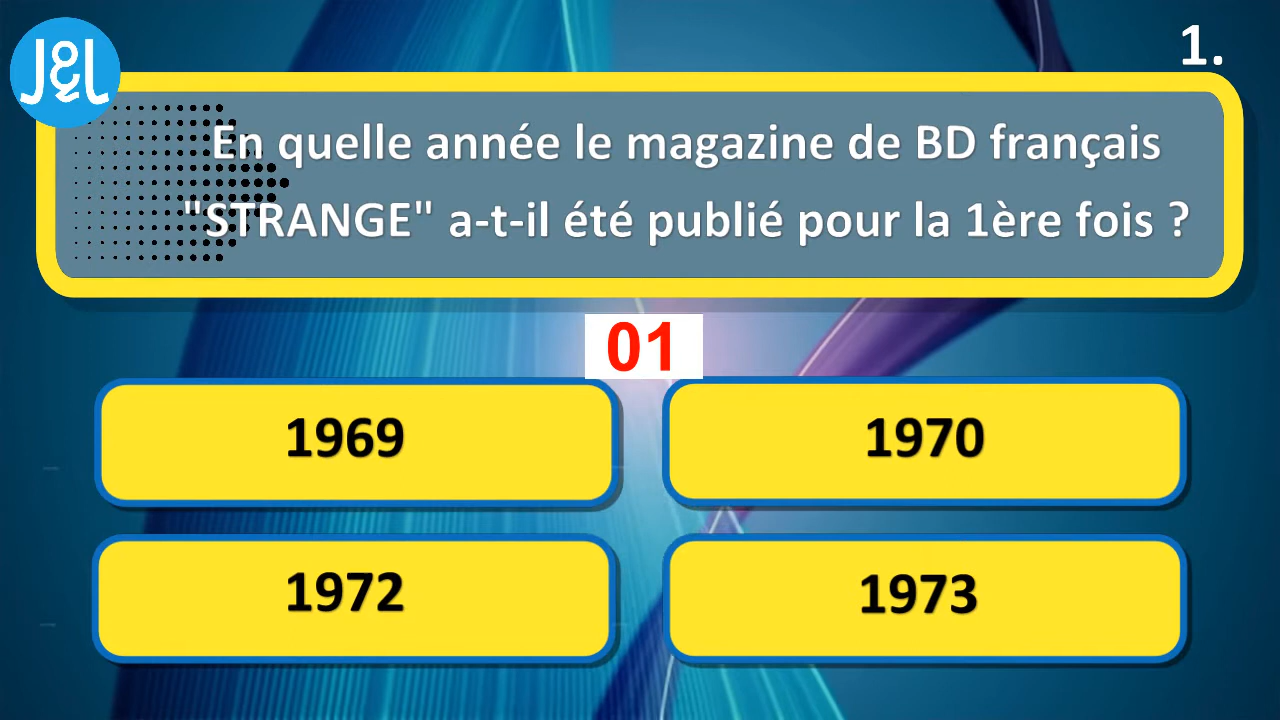 J&L
1.
En quelle année le magazine de BD français
"STRANGE" a-t-il été publié pour la 1ère fois ?
01
1969
1970
1972
1973